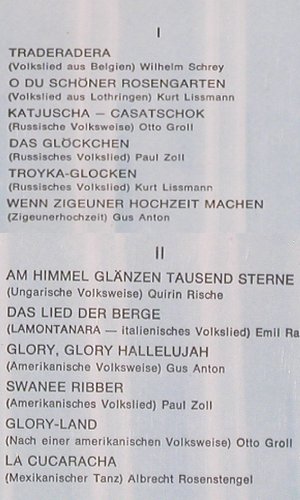 I
TRADERADERA
(Volkslied aus Belgien) Wilhelm Schrey
O DU SCHÖNER ROSENGARTEN
(Volkslied aus Lothringen) Kurt Lissmann
KATJUSCHA — CASATSCHOK
(Russische Volksweise) Otto Groll
DAS GLÖCKCHEN
(Russisches Volkslied) Paul Zoll
TROYKA-GLOCKEN
(Russisches Volkslied) Kurt Lissmann
WENN ZIGEUNER HOCHZEIT MACHEN
(Zigeunerhochzeit) Gus Anton
II
AM HIMMEL GLÄNZEN TAUSEND STERNE
(Ungarische Volksweise) Quirin Rische
DAS LIED DER BERGE
(LAMONTANARA — italienisches Volkslied) Emil Ra
GLORY, GLORY HALLELUJAH
(Amerikanische Volksweise) Gus Anton
SWANEE RIBBER
(Amerikanisches Volkslied) Paul Zoll
GLORY-LAND
(Nach einer amerikanischen Volksweise) Otto Groll
LA CUCARACHA
(Mexikanischer Tanz) Albrecht Rosenstengel